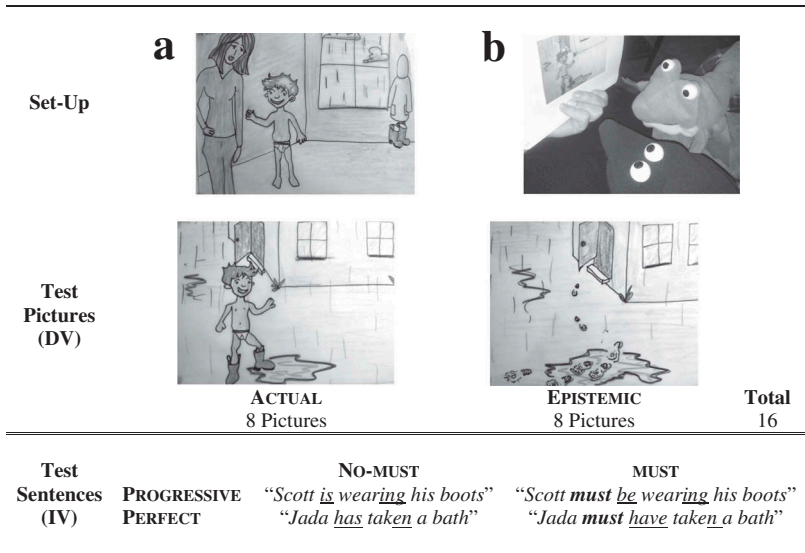 a b
Set-Up
Test
Pictures
(DV)
ACTUAL EPISTEMIC Total
8 Pictures 8 Pictures 16
Test NO-MUST MUST
Sentences PROGRESSIVE “Scott is wearing his boots” “Scott must be wearing his boots”
(IV) PERFECT “Jada has taken a bath” “Jada must have taken a bath”